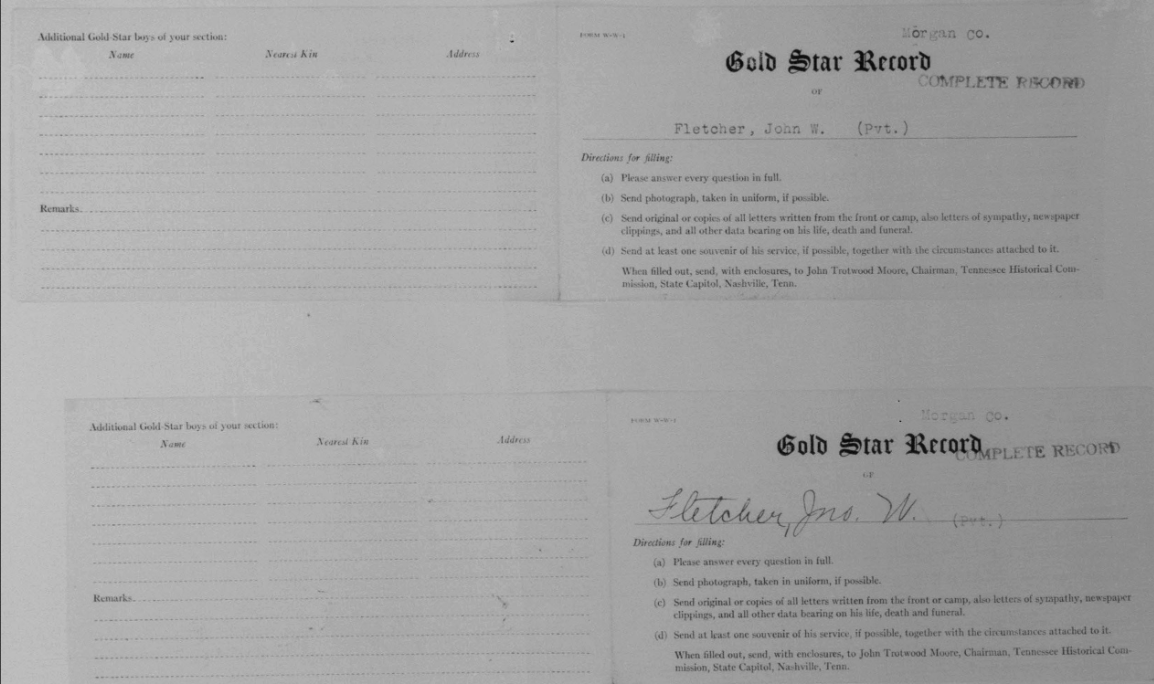 Additional Gold-Star boys of your section:
Name Nearest Kin Address
Remarks
FORM W-W-1
Morgan Co.
Gold Star Record
COMPLETE RECORD
OF
Fletcher, John W. (Pvt.)
Directions for filling:
(a) Please answer every question in full.
(b) Send photograph, taken in uniform, if possible.
(c) Send original or copies of all letters written from the front or camp, also letters of sympathy, newspaper
clippings, and all other data bearing on his life, death and funeral.
(d) Send at least one souvenir of his service, if possible, together with the circumstances attached to it.
When filled out, send, with enclosures, to John Trotwood Moore, Chairman, Tennessee Historical Com-
mission, State Capitol, Nashville, Tenn.
Additional Gold-Star boys of your section:
Name Nearest Kin Address
Remarks
FORM W-W-1
Morgan Co.
Gold Star Record
COMPLETE RECORD
OF
Fletcher, Jno. W. (Pvt.)
Directions for filling:
(a) Please answer every question in full.
(b) Send photograph, taken in uniform, if possible.
(c) Send original or copies of all letters written from the front or camp, also letters of sympathy, newspaper
clippings, and all other data bearing on his life, death and funeral.
(d) Send at least one souvenir of his service, if possible, together with the circumstances attached to it.
When filled out, send, with enclosures, to John Trotwood Moore, Chairman, Tennessee Historical Com-
mission, State Capitol, Nashville, Tenn.